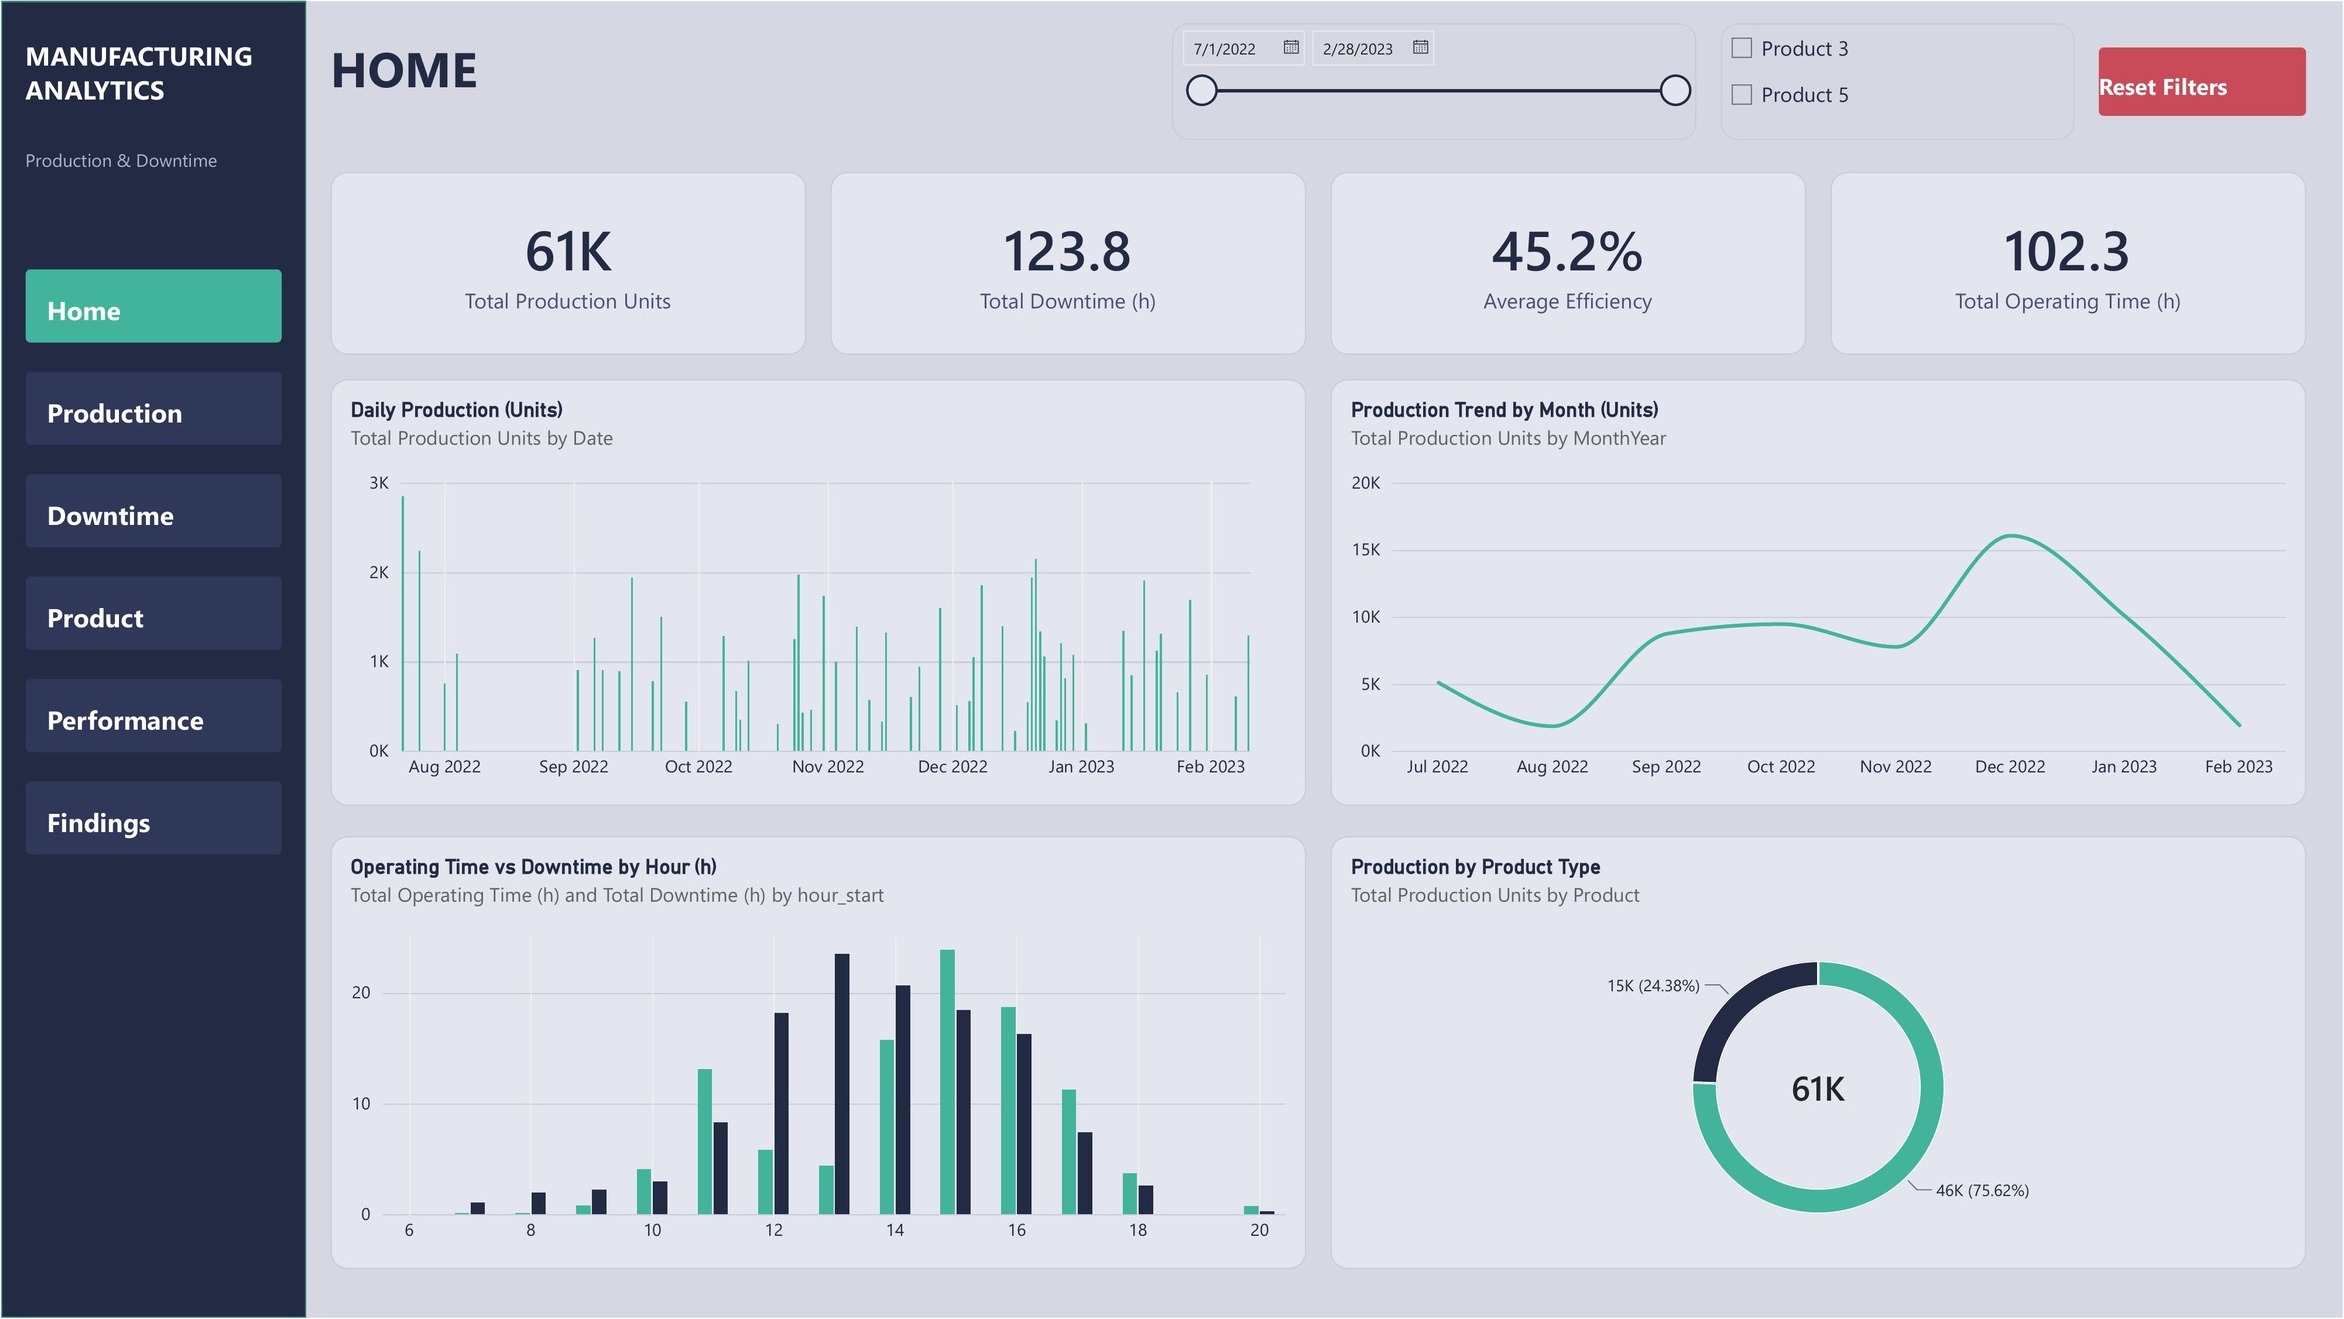 MANUFACTURING
ANALYTICS
Production & Downtime
Home
Production
Downtime
Product
Performance
Findings
HOME
7/1/2022 2/28/2023
Product 3
Product 5
Reset Filters
61K
Total Production Units
123.8
Total Downtime (h)
45.2%
Average Efficiency
102.3
Total Operating Time (h)
Daily Production (Units)
Total Production Units by Date
3K
2K
1K
0K
Aug 2022 Sep 2022 Oct 2022 Nov 2022 Dec 2022 Jan 2023 Feb 2023
Production Trend by Month (Units)
Total Production Units by MonthYear
20K
15K
10K
5K
0K
Jul 2022 Aug 2022 Sep 2022 Oct 2022 Nov 2022 Dec 2022 Jan 2023 Feb 2023
Operating Time vs Downtime by Hour (h)
Total Operating Time (h) and Total Downtime (h) by hour_start
20
10
0
6 8 10 12 14 16 18 20
Production by Product Type
Total Production Units by Product
15K (24.38%)
61K
46K (75.62%)